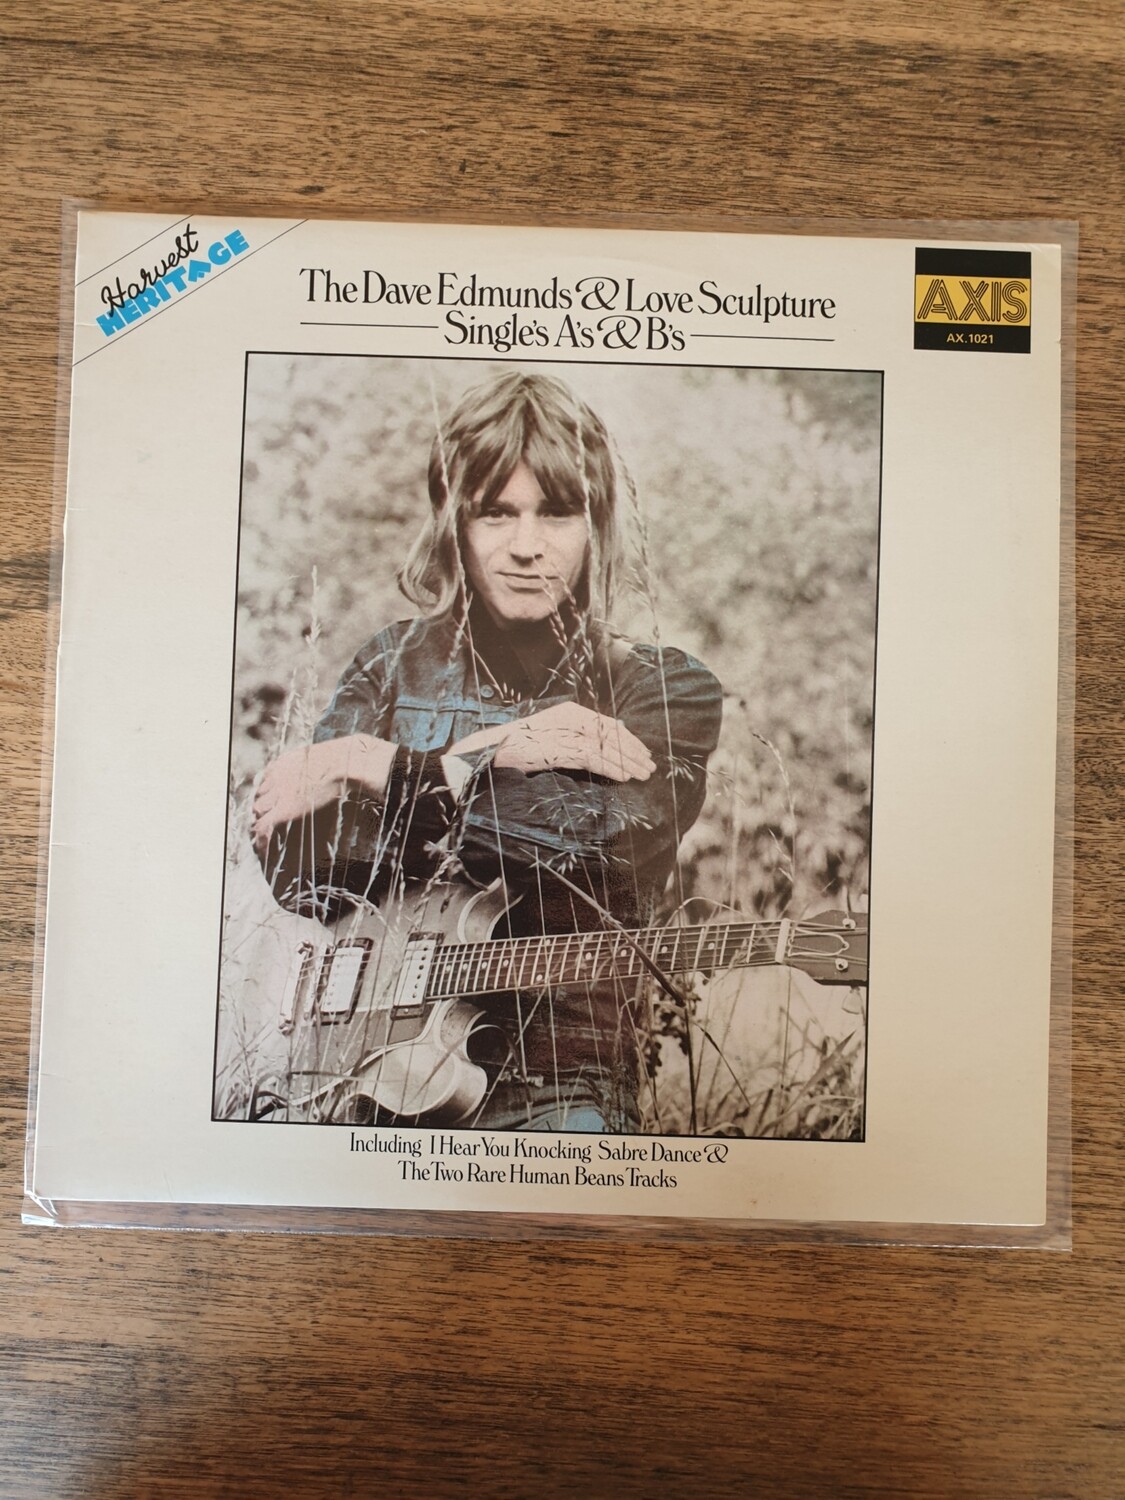 Harvest
HERITAGE
The Dave Edmunds & Love Sculpture
Single's A's & B's
AXIS
AX.1021
Including I Hear You Knocking Sabre Dance &
The Two Rare Human Beans Tracks